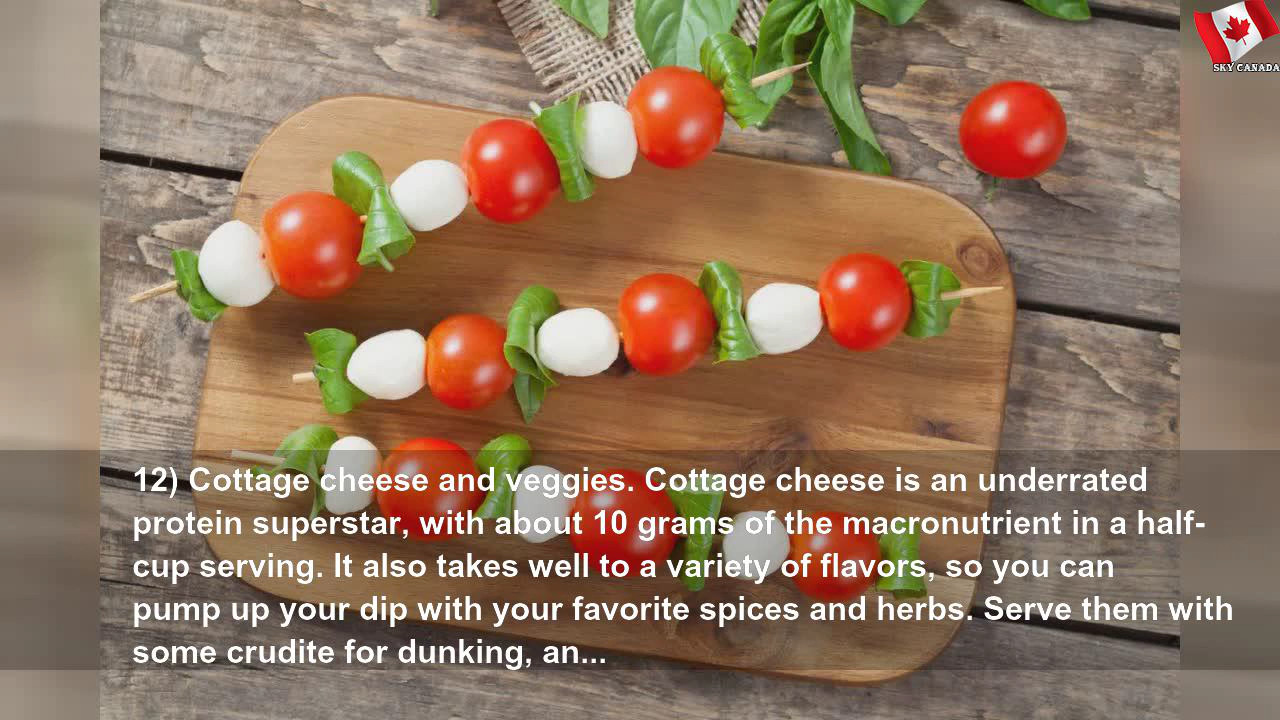 SKY CANADA
12) Cottage cheese and veggies. Cottage cheese is an underrated
protein superstar, with about 10 grams of the macronutrient in a half-
cup serving. It also takes well to a variety of flavors, so you can
pump up your dip with your favorite spices and herbs. Serve them with
some crudite for dunking, an...